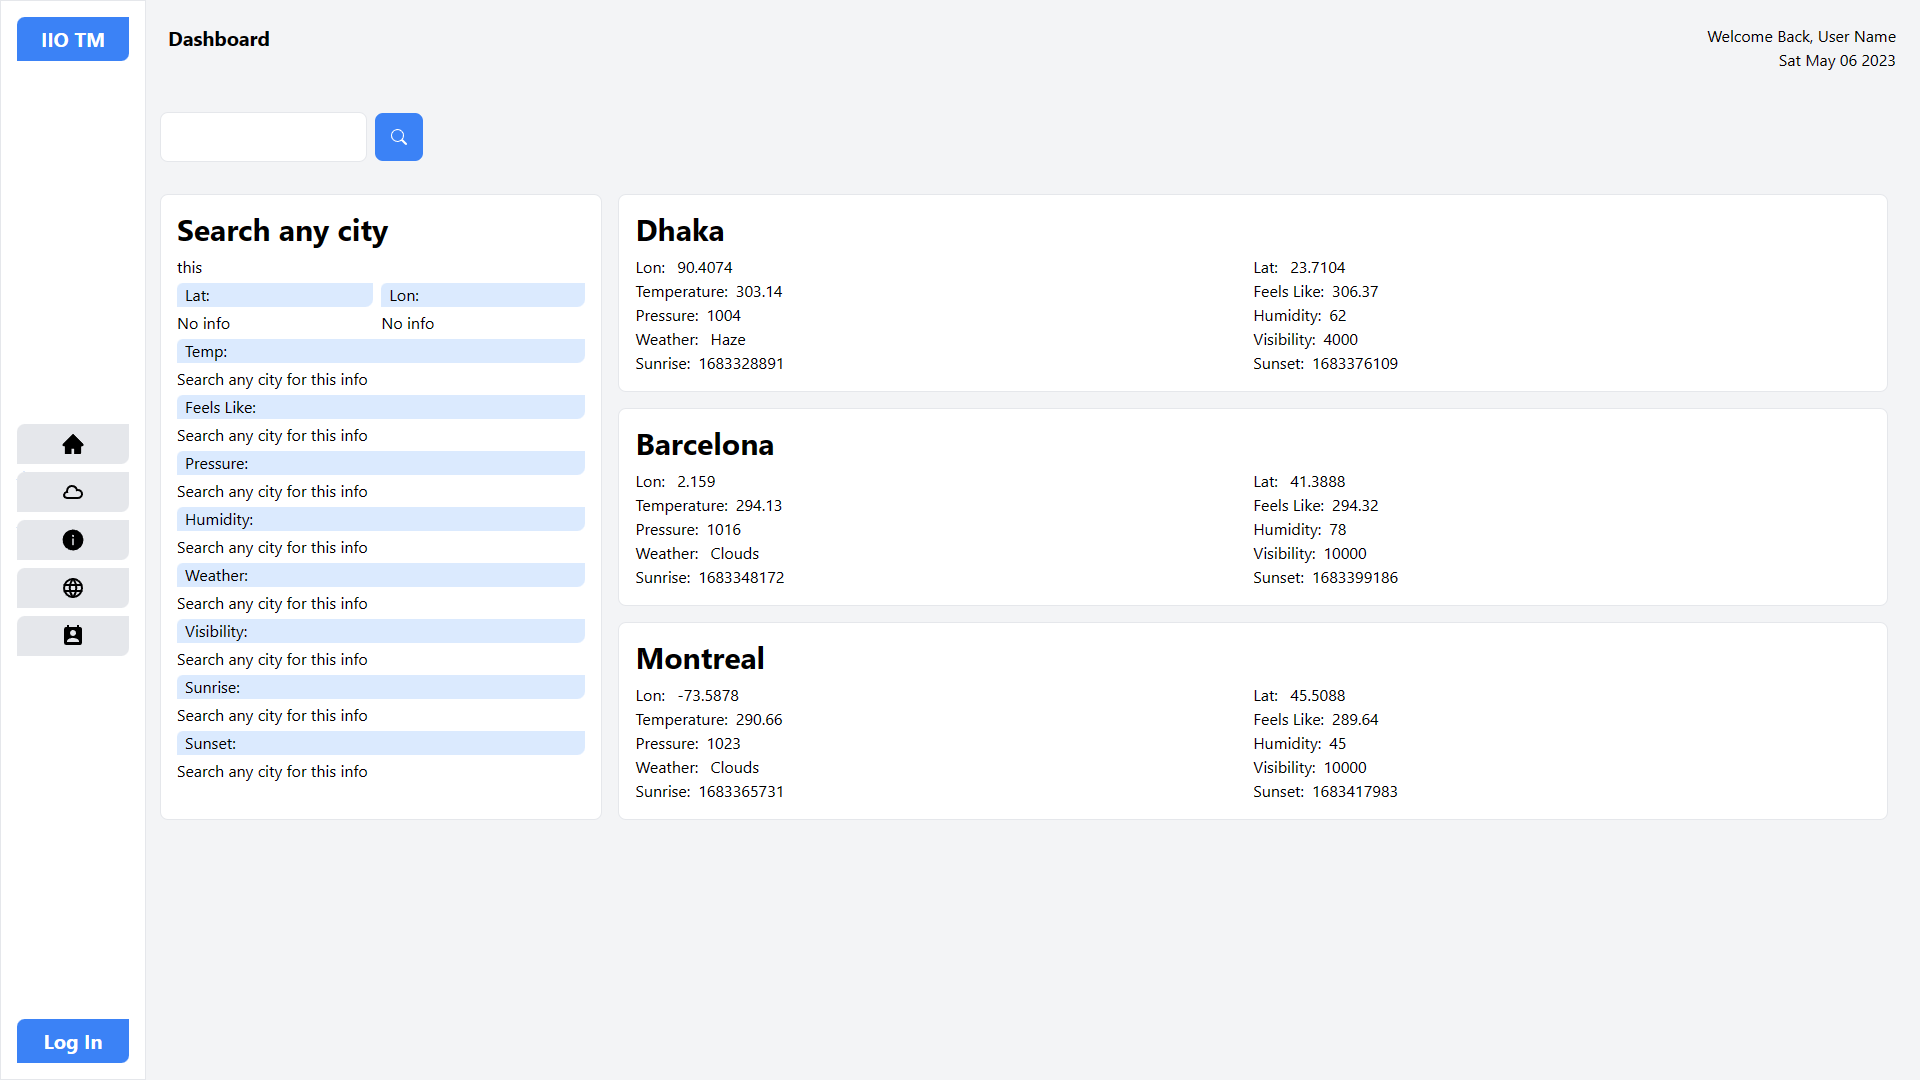 IIO TM
Dashboard
Welcome Back, User Name
Sat May 06 2023
Search any city
this
Lat: Lon:
No info No info
Temp:
Search any city for this info
Feels Like:
Search any city for this info
Pressure:
Search any city for this info
Humidity:
Search any city for this info
Weather:
Search any city for this info
Visibility:
Search any city for this info
Sunrise:
Search any city for this info
Sunset:
Search any city for this info
Dhaka
Lon: 90.4074 Lat: 23.7104
Temperature: 303.14 Feels Like: 306.37
Pressure: 1004 Humidity: 62
Weather: Haze Visibility: 4000
Sunrise: 1683328891 Sunset: 1683376109
Barcelona
Lon: 2.159 Lat: 41.3888
Temperature: 294.13 Feels Like: 294.32
Pressure: 1016 Humidity: 78
Weather: Clouds Visibility: 10000
Sunrise: 1683348172 Sunset: 1683399186
Montreal
Lon: -73.5878 Lat: 45.5088
Temperature: 290.66 Feels Like: 289.64
Pressure: 1023 Humidity: 45
Weather: Clouds Visibility: 10000
Sunrise: 1683365731 Sunset: 1683417983
Log In